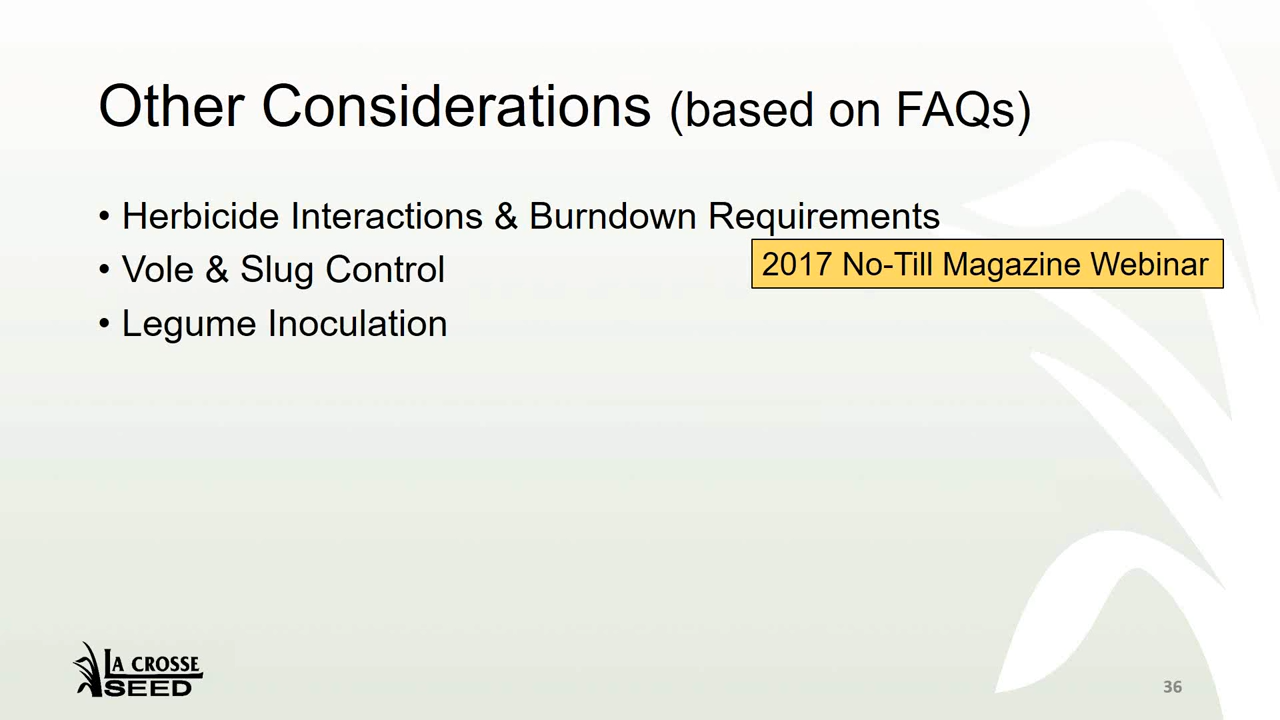 Other Considerations (based on FAQs)
• Herbicide Interactions & Burndown Requirements
2017 No-Till Magazine Webinar
• Vole & Slug Control
• Legume Inoculation
LA CROSSE
SEED
36